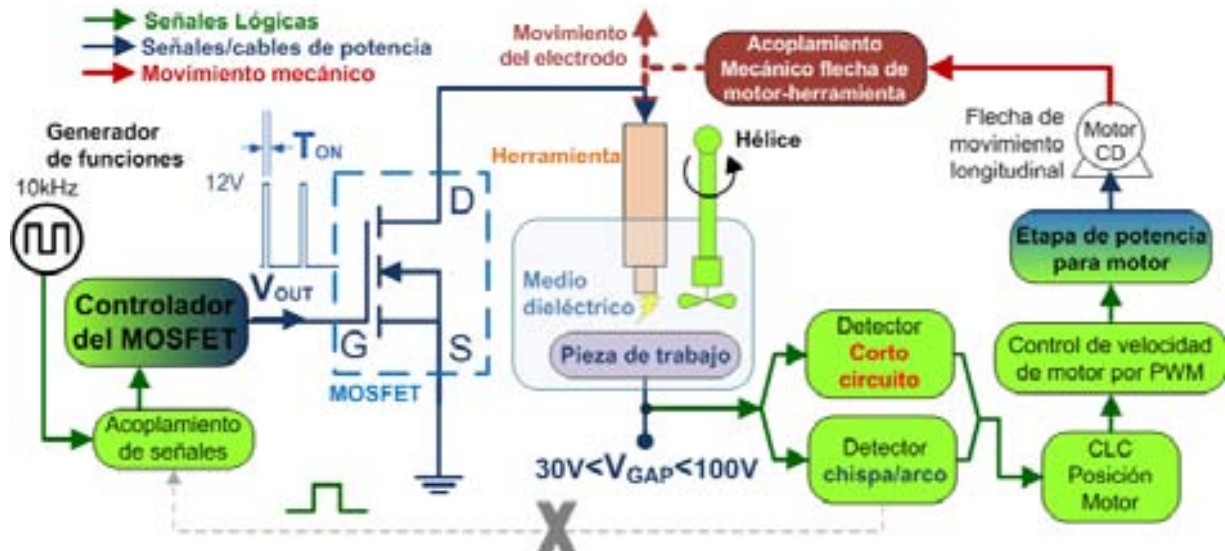 Señales Lógicas
Señales/cables de potencia
Movimiento mecánico
Movimiento
del electrodo
Acoplamiento
Mecánico flecha de
motor-herramienta
Generador
de funciones
10kHz
TON
12V
Herramienta
Hélice
Flecha de
movimiento
longitudinal
Motor
CD
D
VOUT
G
S
MOSFET
Controlador
del MOSFET
Medio
dieléctrico
Pieza de trabajo
Etapa de potencia
para motor
Detector
Corto
circuito
Control de velocidad
de motor por PWM
Acoplamiento
de señales
30V<VGAP<100V
Detector
chispa/arco
CLC
Posición
Motor
X